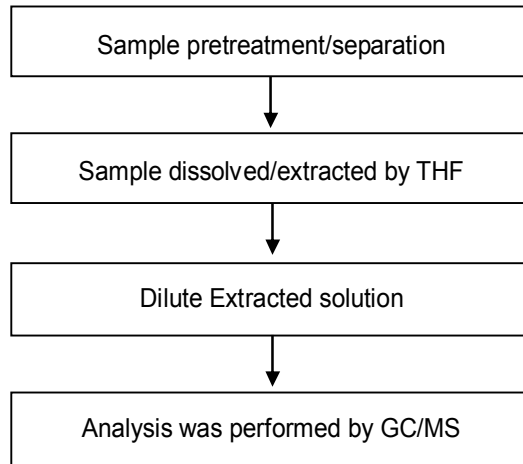 Sample pretreatment/separation
Sample dissolved/extracted by THF
Dilute Extracted solution
Analysis was performed by GC/MS